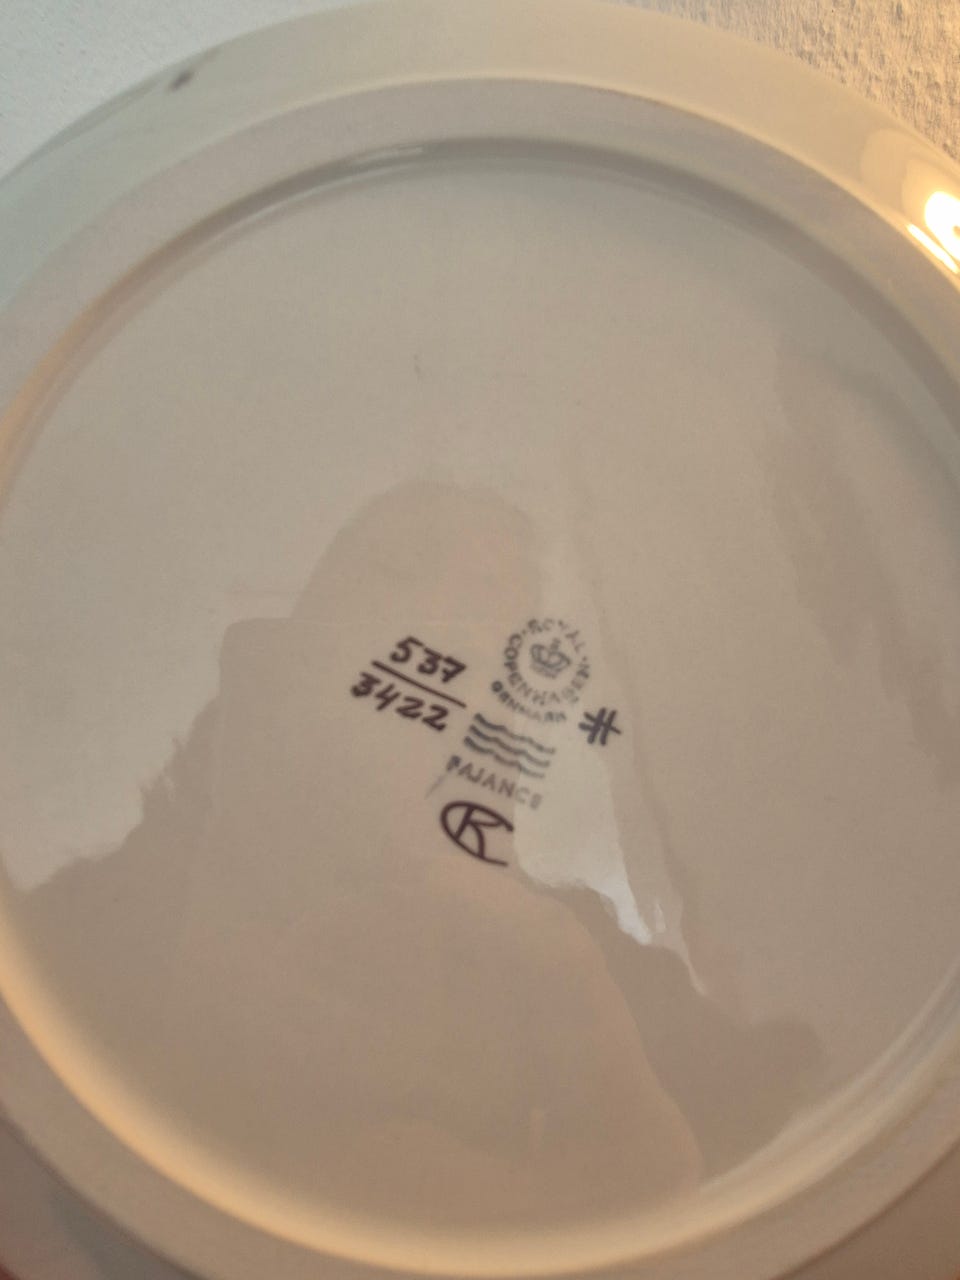 537
3422
ROYAL
COPENHAGEN
DENMARK
FAJANCE